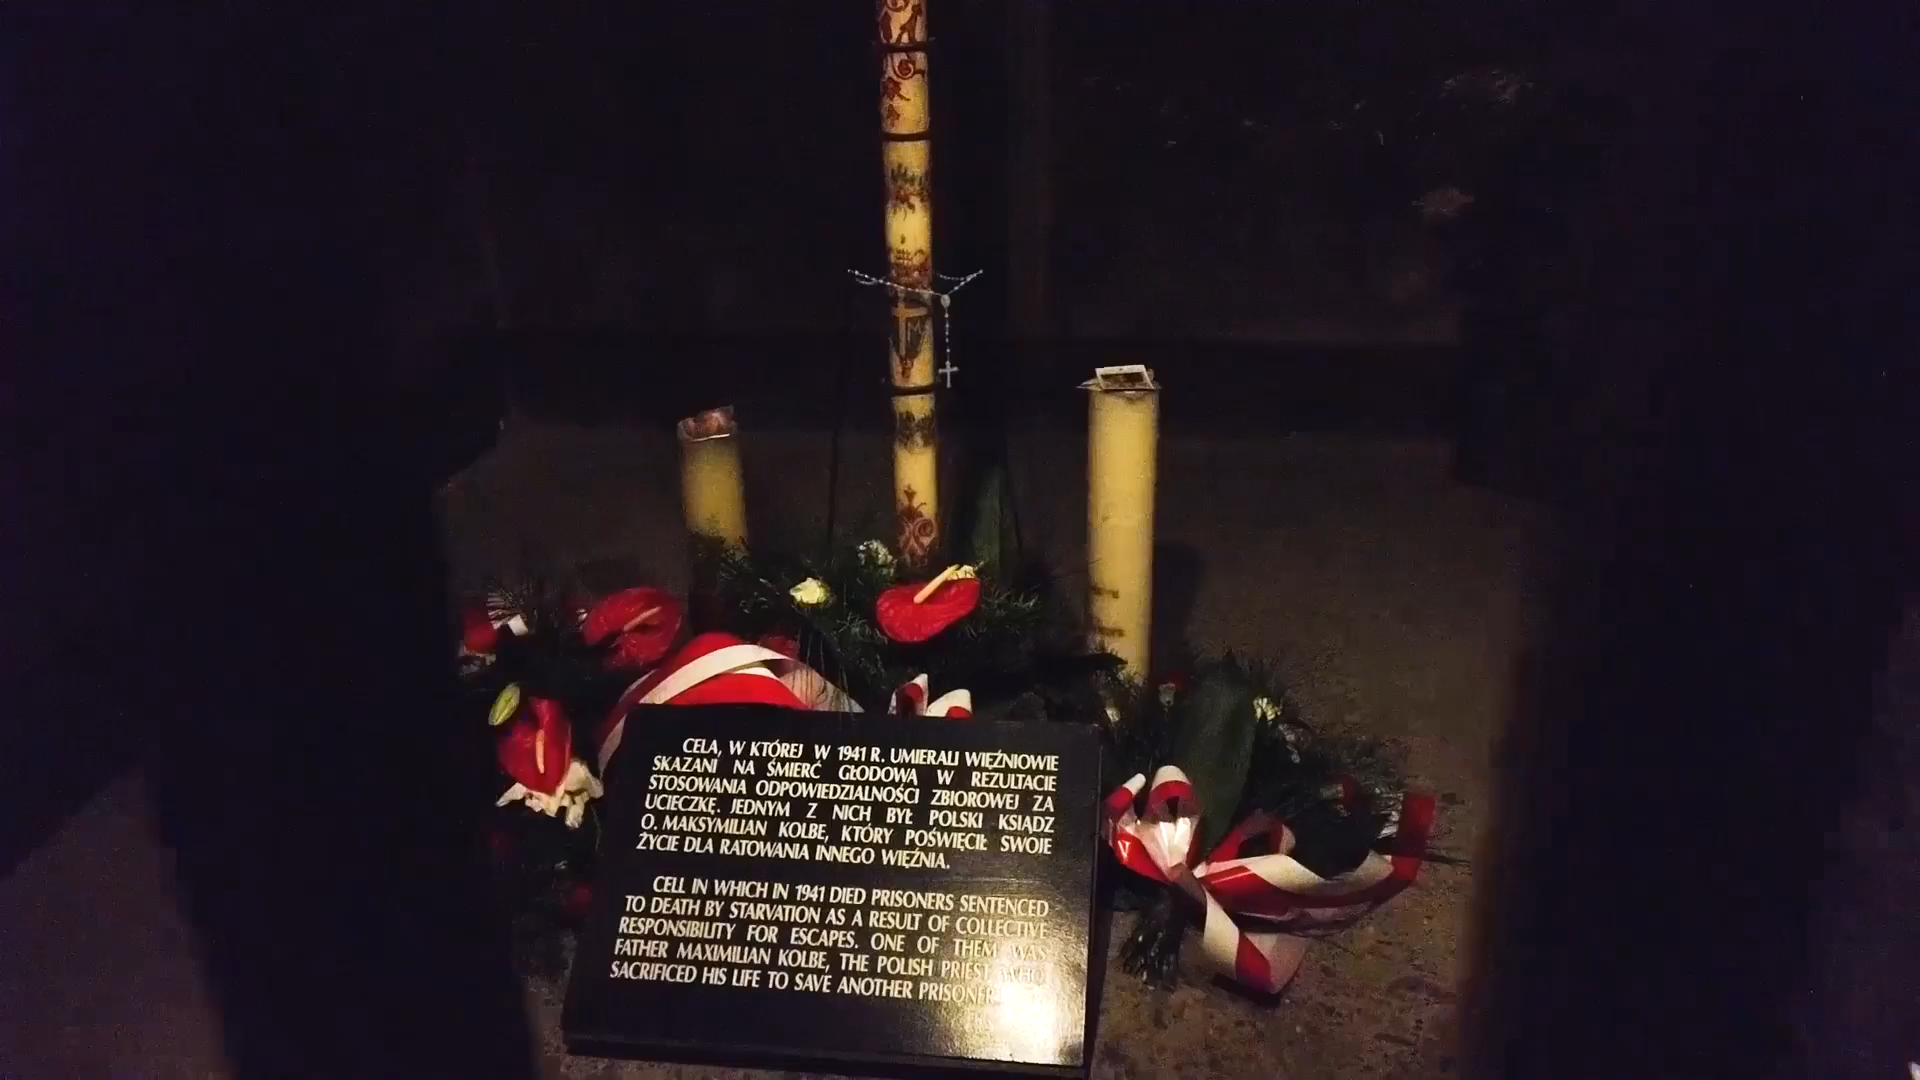 CELA, W KTÓREJ W 1941 R. UMIERALI WIĘŹNIOWIE
SKAZANI NA ŚMIERĆ GŁODOWĄ W REZULTACIE
STOSOWANIA ODPOWIEDZIALNOŚCI ZBIOROWEJ ZA
UCIECZKĘ. JEDNYM Z NICH BYŁ POLSKI KSIĄDZ
O. MAKSYMILIAN KOLBE, KTÓRY POŚWIĘCIŁ SWOJE
ŻYCIE DLA RATOWANIA INNEGO WIĘŹNIA.
CELL IN WHICH IN 1941 DIED PRISONERS SENTENCED
TO DEATH BY STARVATION AS A RESULT OF COLLECTIVE
RESPONSIBILITY FOR ESCAPES. ONE OF THEM WAS
FATHER MAXIMILIAN KOLBE, THE POLISH PRIEST, WHO
SACRIFICED HIS LIFE TO SAVE ANOTHER PRISONER